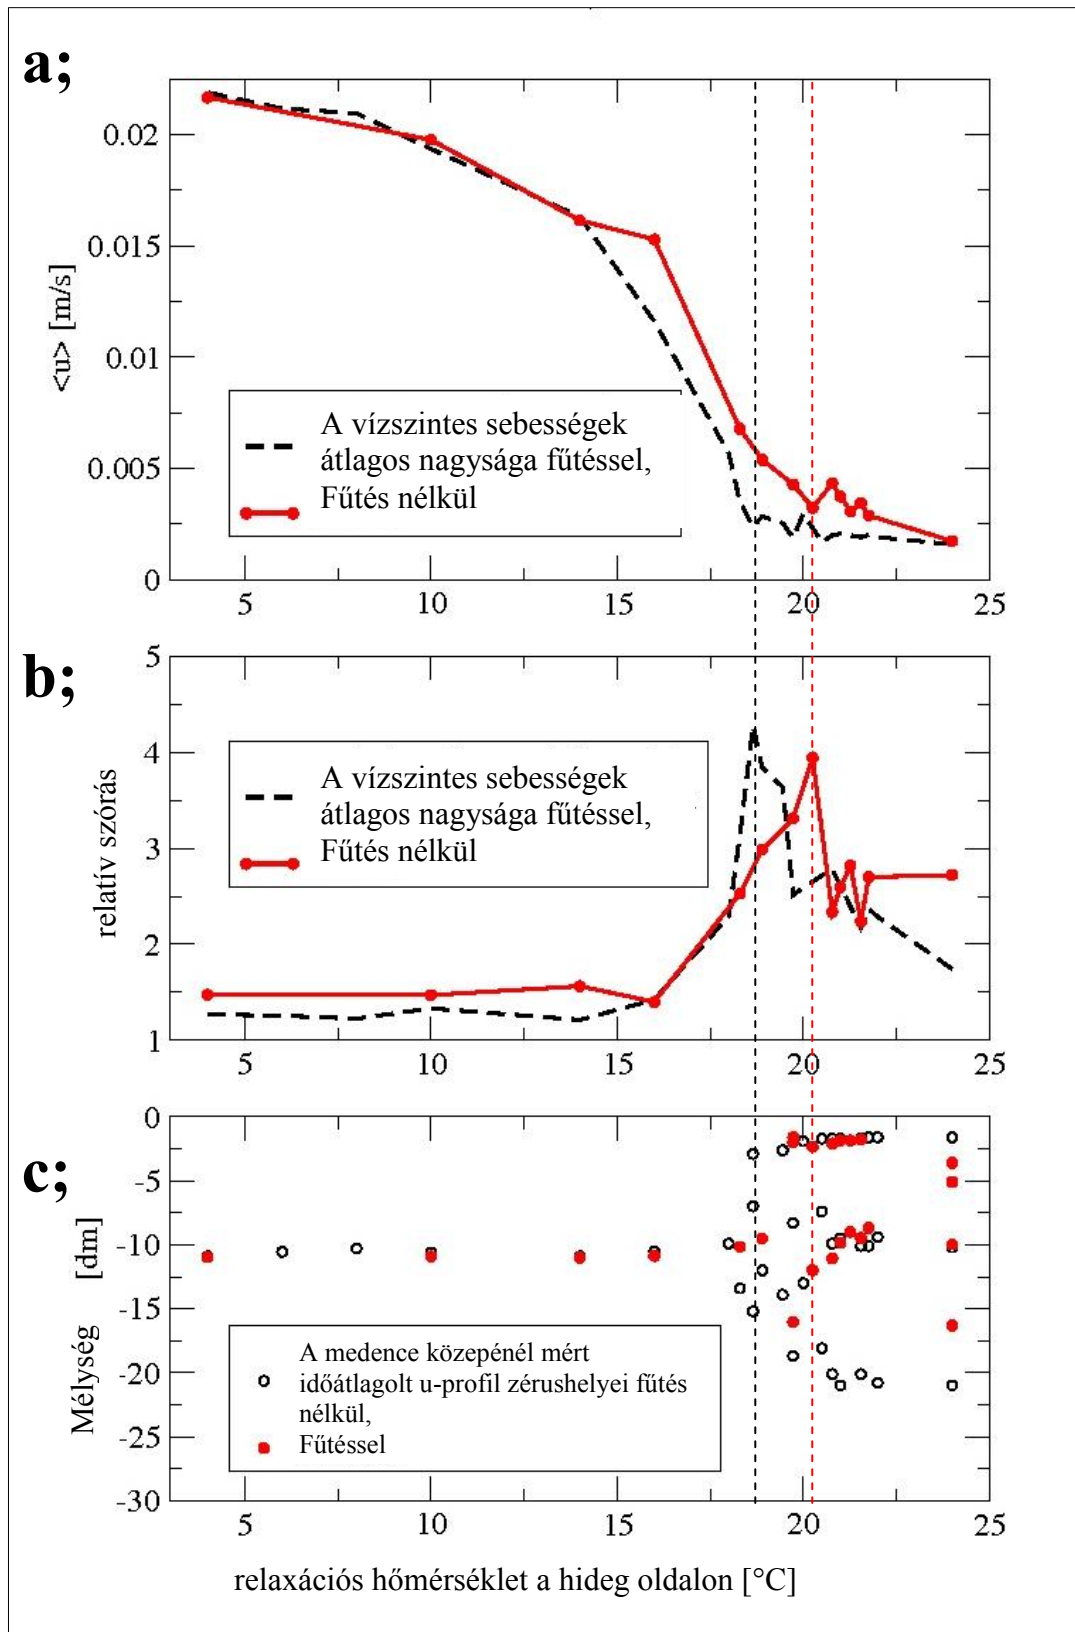 a;
0.02
0.015
0.01
0.005
0
<u> [m/s]
A vízszintes sebességek
átlagos nagysága fűtéssel,
Fűtés nélkül
5 10 15 20 25
b;
5
4
3
2
1
relatív szórás
A vízszintes sebességek
átlagos nagysága fűtéssel,
Fűtés nélkül
5 10 15 20 25
c;
0
-5
-10
-15
-20
-25
-30
Mélység [dm]
A medence közepénél mért
időátlagolt u-profil zérushelyei fűtés
nélkül,
Fűtéssel
5 10 15 20 25
relaxációs hőmérséklet a hideg oldalon [°C]